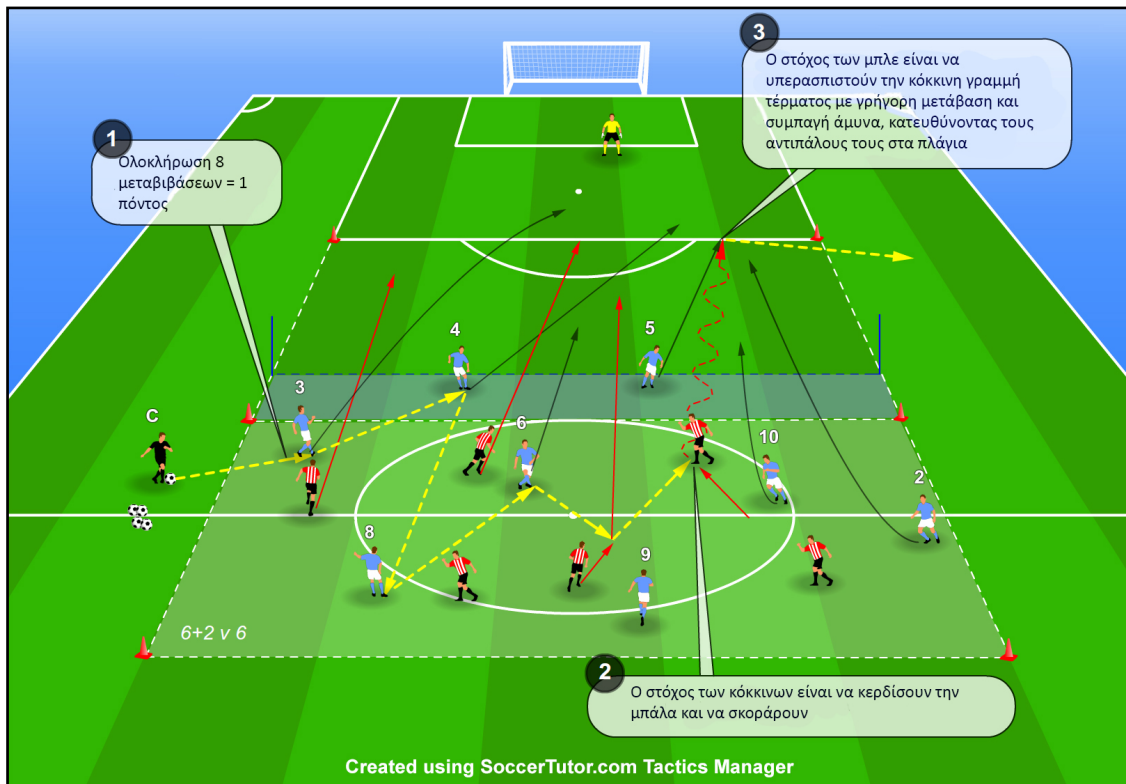 3
Ο στόχος των μπλε είναι να
υπερασπιστούν την κόκκινη γραμμή
τέρματος με γρήγορη μετάβαση και
συμπαγή άμυνα, κατευθύνοντας τους
αντιπάλους τους στα πλάγια
1
Ολοκλήρωση 8
μεταβιβάσεων = 1
πόντος
4
5
3
C
6
10
2
8
9
6+2 v 6
2
Ο στόχος των κόκκινων είναι να κερδίσουν την
μπάλα και να σκοράρουν
Created using SoccerTutor.com Tactics Manager